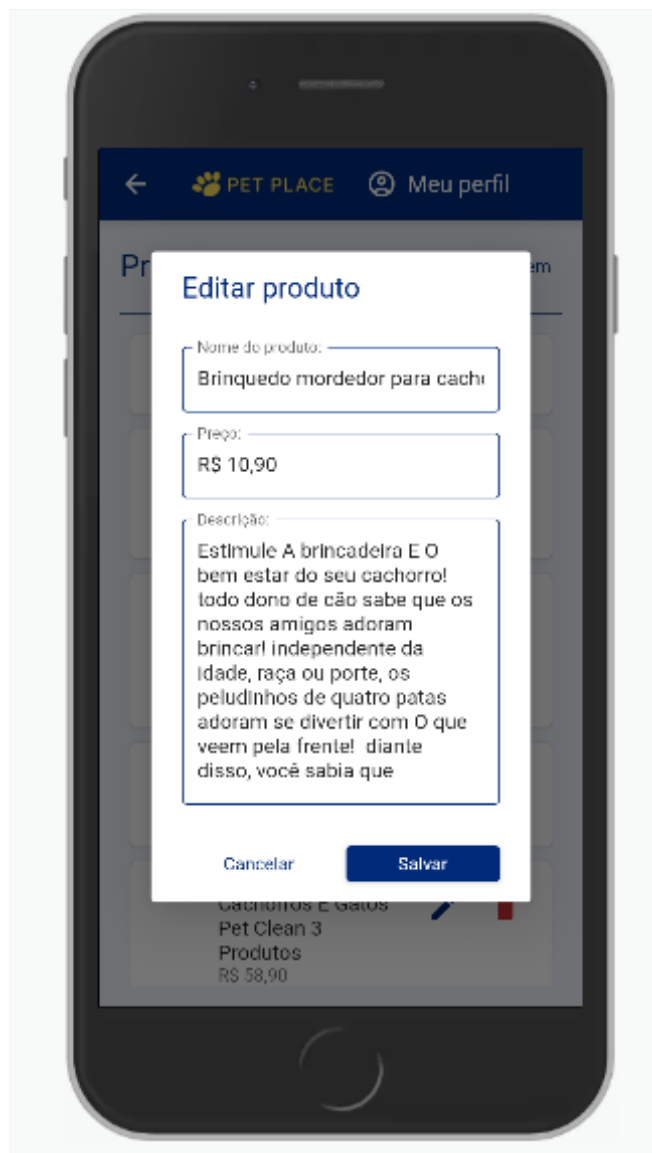 PET PLACE Meu perfil
Pr em
Editar produto
Nome do produto:
Brinquedo mordedor para cach
Preço:
R$ 10,90
Descrição:
Estimule A brincadeira E O
bem estar do seu cachorro!
todo dono de cão sabe que os
nossos amigos adoram
brincar! independente da
idade, raça ou porte, os
peludinhos de quatro patas
adoram se divertir com O que
veem pela frente! diante
disso, você sabia que
Cancelar Salvar
Cachorros E Gatos
Pet Clean 3
Produtos
R$ 58,90